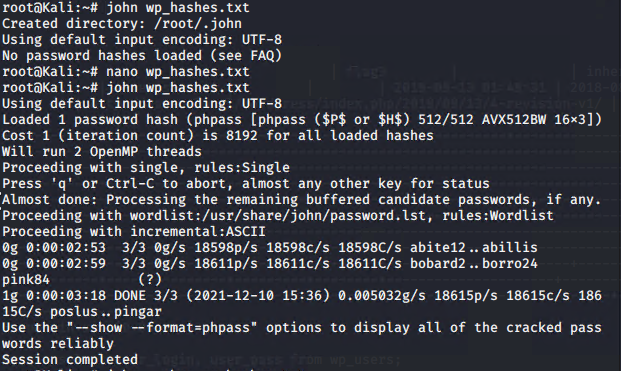 root@Kali:~# john wp_hashes.txt
Created directory: /root/.john
Using default input encoding: UTF-8
No password hashes loaded (see FAQ)
root@Kali:~# nano wp_hashes.txt
root@Kali:~# john wp_hashes.txt
Using default input encoding: UTF-8
Loaded 1 password hash (phpass [phpass ($P$ or $H$) 512/512 AVX512BW 16×3])
Cost 1 (iteration count) is 8192 for all loaded hashes
Will run 2 OpenMP threads
Proceeding with single, rules:Single
Press 'q' or Ctrl-C to abort, almost any other key for status
Almost done: Processing the remaining buffered candidate passwords, if any.
Proceeding with wordlist:/usr/share/john/password.lst, rules:Wordlist
Proceeding with incremental:ASCII
0g 0:00:02:53  3/3 0g/s 18598p/s 18598c/s 18598C/s abite12..abillis
0g 0:00:02:59  3/3 0g/s 18611p/s 18611c/s 18611C/s bobard2..borro24
pink84           (?)
1g 0:00:03:18 DONE 3/3 (2021-12-10 15:36) 0.005032g/s 18615p/s 18615c/s 186
15C/s poslus..pingar
Use the "--show --format=phpass" options to display all of the cracked pass
words reliably
Session completed